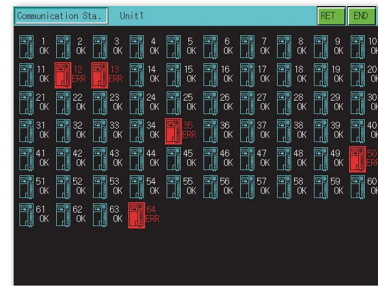 Communication Sta. Unit1 RET END
1 2 3 4 5 6 7 8 9 10
OK OK OK OK OK OK OK OK OK OK
11 12 13 14 15 16 17 18 19 20
OK ERR ERR OK OK OK OK OK OK OK
21 22 23 24 25 26 27 28 29 30
OK OK OK OK OK OK OK OK OK OK
31 32 33 34 35 36 37 38 39 40
OK OK OK OK ERR OK OK OK OK OK
41 42 43 44 45 46 47 48 49 50
OK OK OK OK OK OK OK OK OK ERR
51 52 53 54 55 56 57 58 59 60
OK OK OK OK OK OK OK OK OK OK
61 62 63 64
OK OK OK ERR